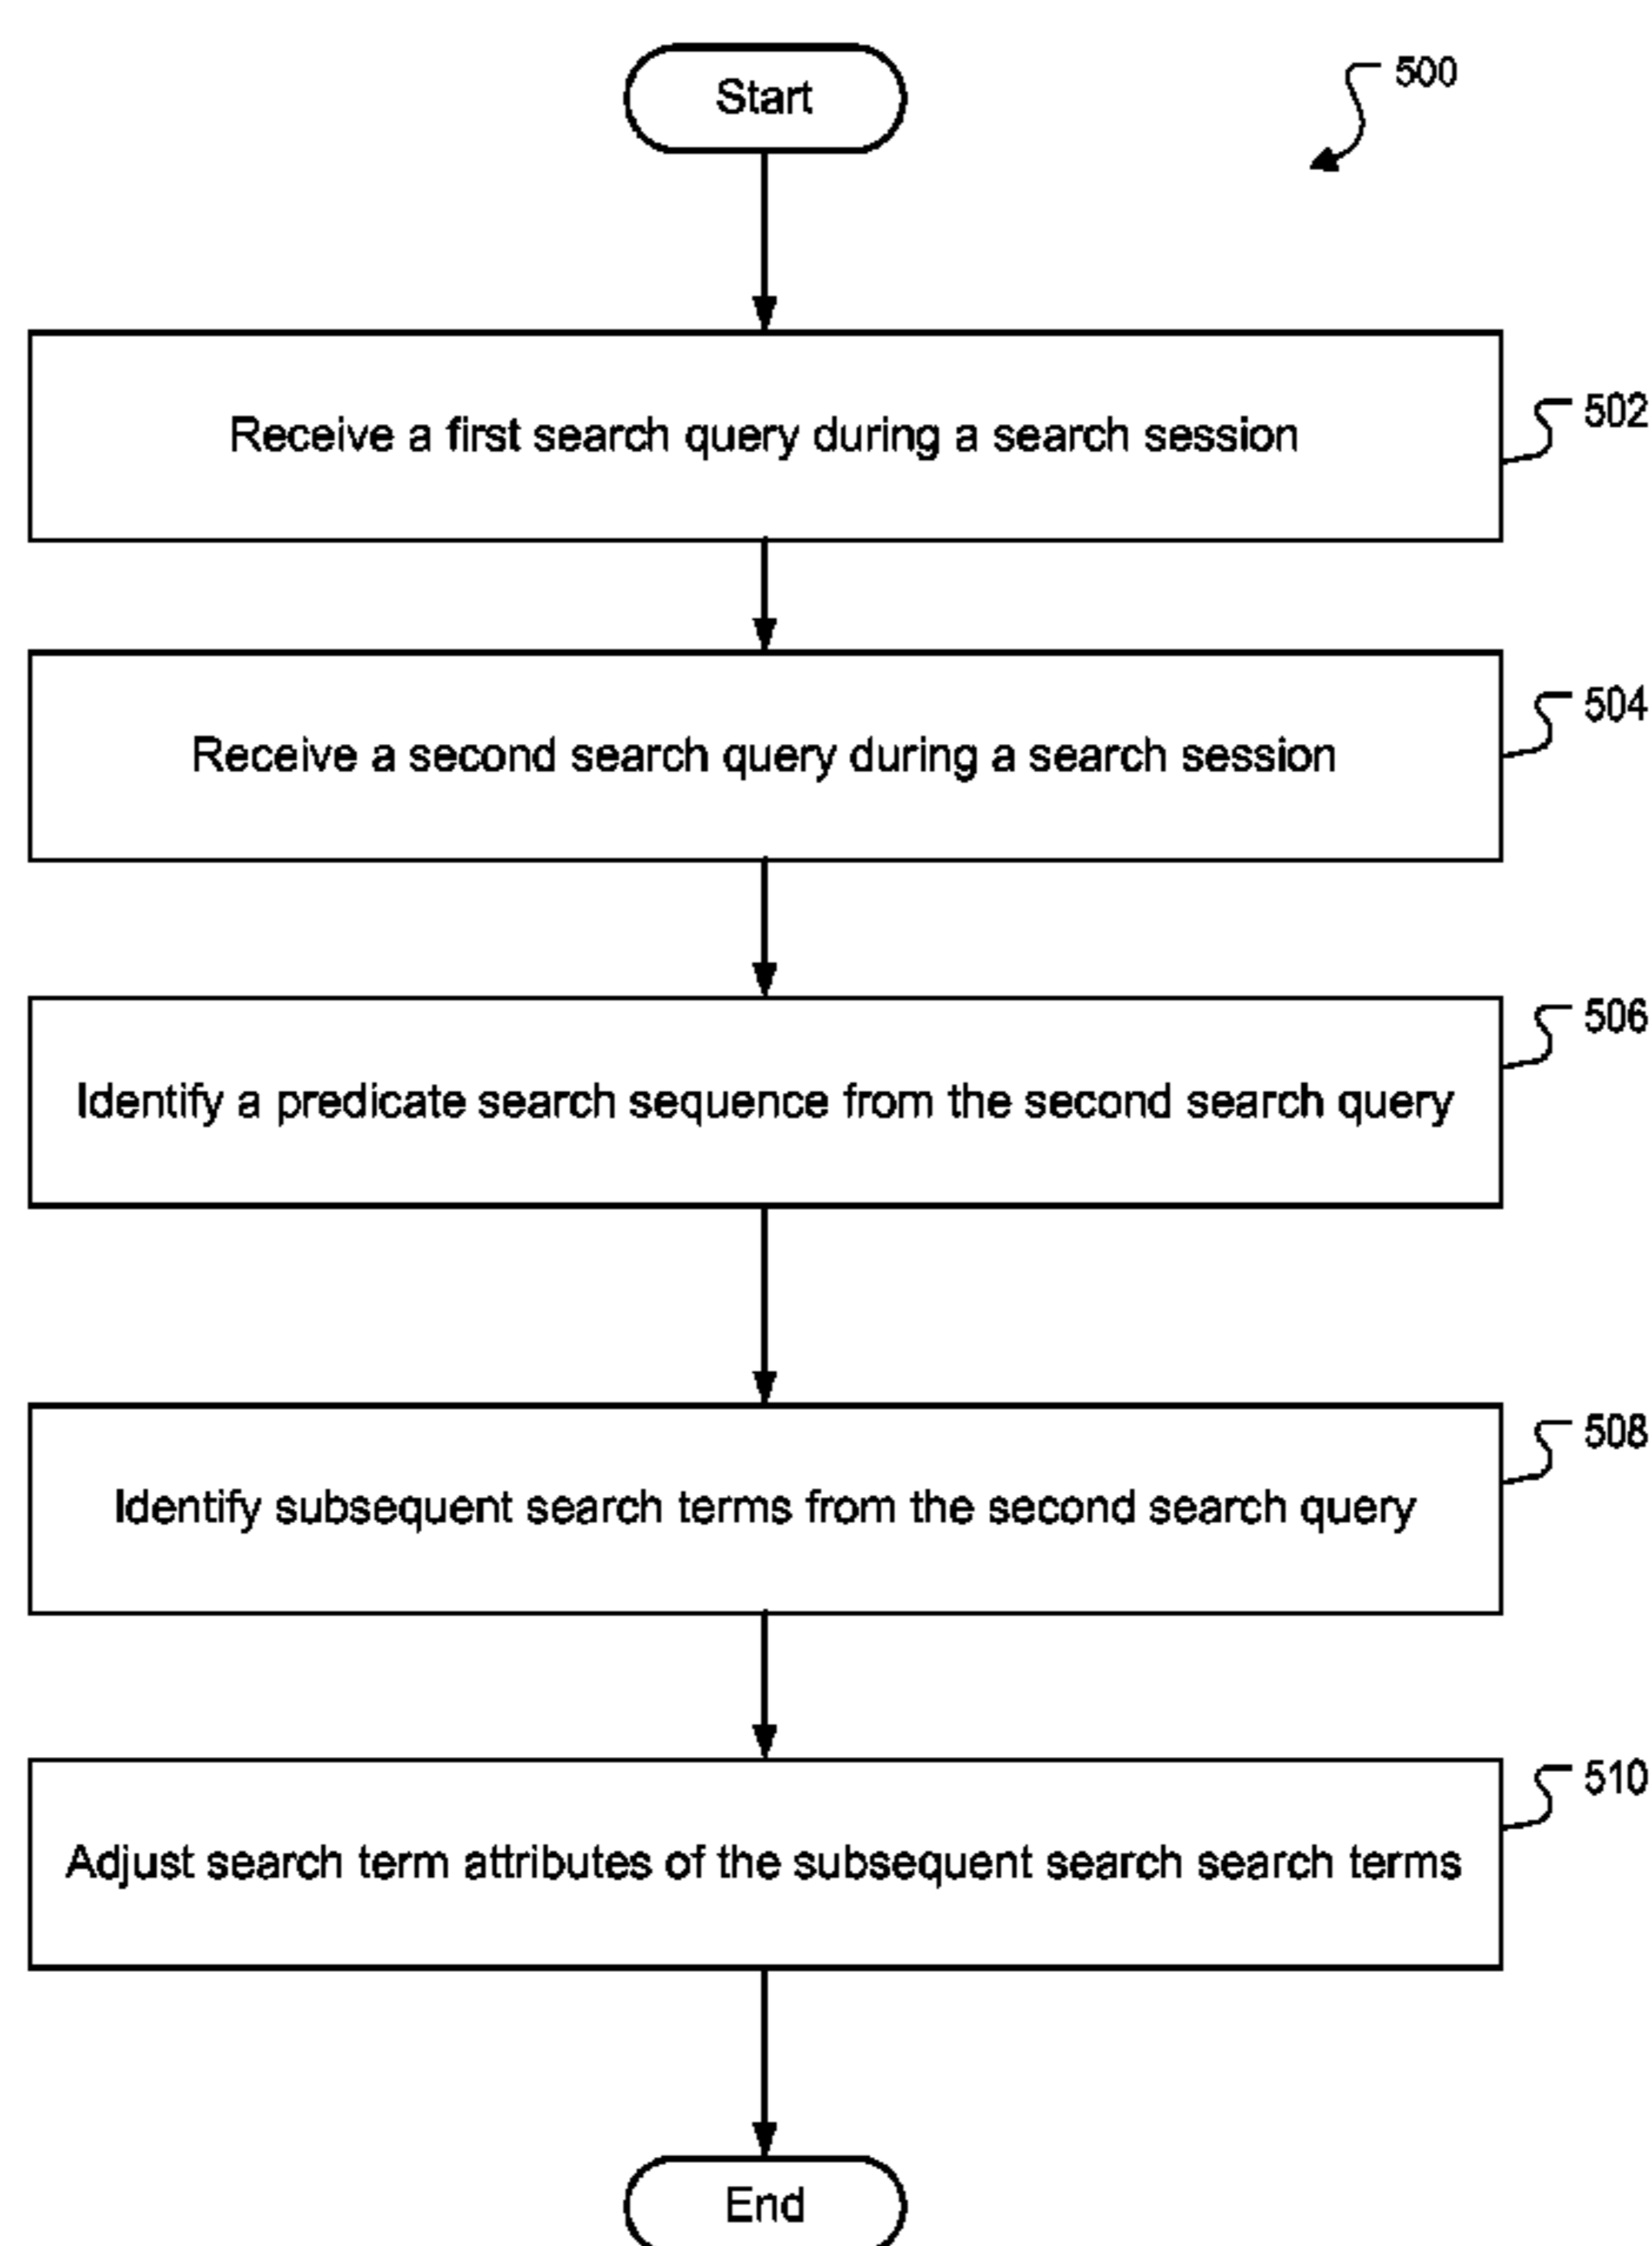 Start
500
Receive a first search query during a search session
502
Receive a second search query during a search session
504
Identify a predicate search sequence from the second search query
506
Identify subsequent search terms from the second search query
508
Adjust search term attributes of the subsequent search search terms
510
End